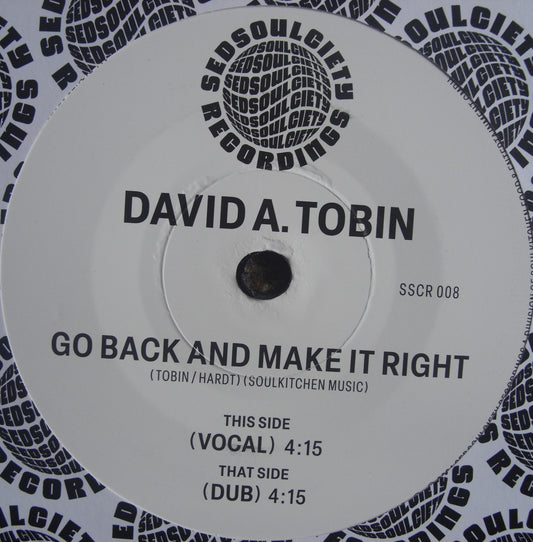 SEDSOULCIETY
RECORDINGS
DAVID A. TOBIN
SSCR 008
GO BACK AND MAKE IT RIGHT
(TOBIN / HARDT) (SOULKITCHEN MUSIC)
THIS SIDE
(VOCAL) 4:15
THAT SIDE
(DUB) 4:15